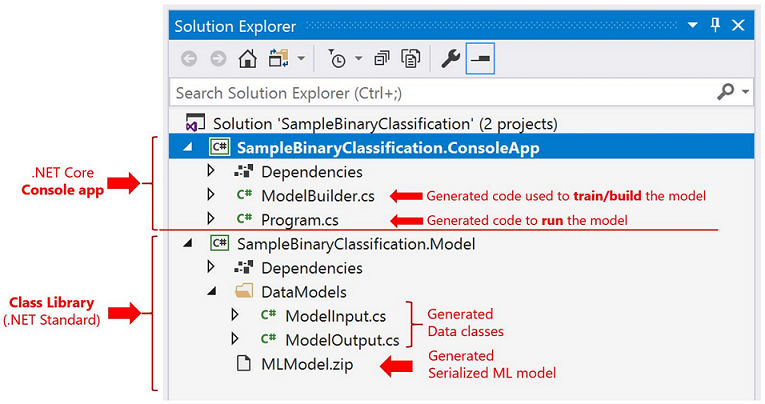 Solution Explorer
Search Solution Explorer (Ctrl+;)
Solution 'SampleBinaryClassification' (2 projects)
C# SampleBinaryClassification.ConsoleApp
Dependencies
C# ModelBuilder.cs
Generated code used to train/build the model
C# Program.cs
Generated code to run the model
.NET Core
Console app
C# SampleBinaryClassification.Model
Dependencies
DataModels
C# ModelInput.cs
C# ModelOutput.cs
Generated
Data classes
MLModel.zip
Generated
Serialized ML model
Class Library
(.NET Standard)